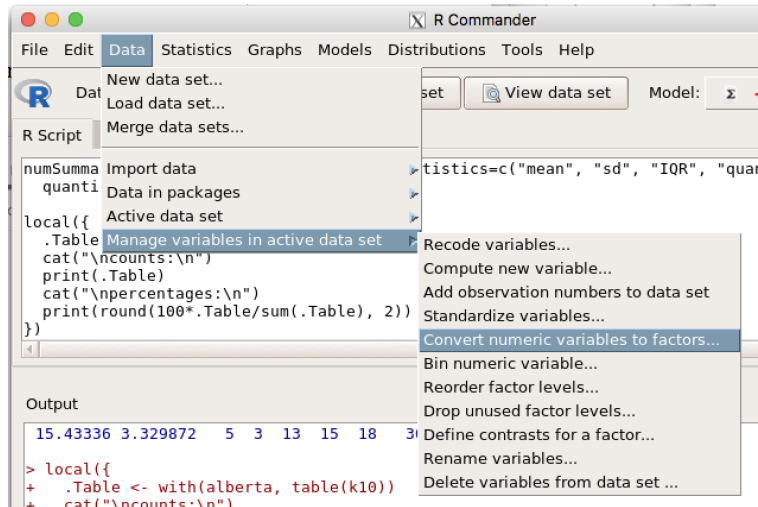 R Commander
File Edit Data Statistics Graphs Models Distributions Tools Help
New data set...
Load data set...
Merge data sets...
Import data
Data in packages
Active data set
Manage variables in active data set
R Dat set View data set Model: Σ
R Script
numSumma tistics=c("mean", "sd", "IQR", "quan
quanti
local({
.Table
cat("\ncounts:\n")
print(.Table)
cat("\npercentages:\n")
print(round(100*.Table/sum(.Table), 2))
})
Recode variables...
Compute new variable...
Add observation numbers to data set
Standardize variables...
Convert numeric variables to factors...
Bin numeric variable...
Reorder factor levels...
Drop unused factor levels...
Define contrasts for a factor...
Rename variables...
Delete variables from data set ...
Output
15.43336 3.329872 5 3 13 15 18
> local({
+ .Table <- with(alberta, table(k10))
+ cat("\ncounts:\n")